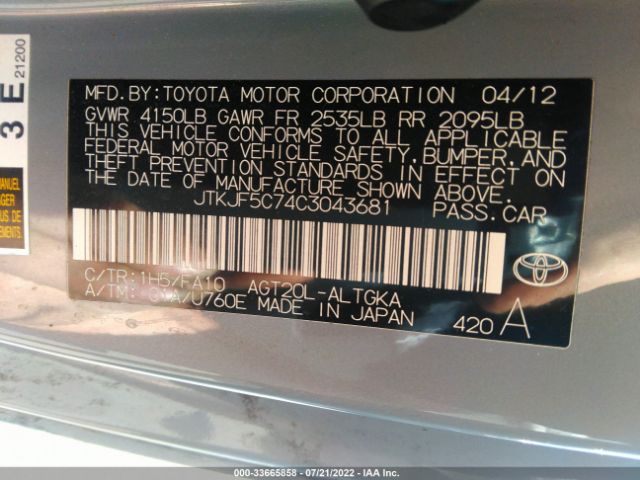 3 E
21200
MANUEL
US DE
MFD.BY:TOYOTA MOTOR CORPORATION 04/12
GVWR 4150LB GAWR FR 2535LB RR 2095LB
THIS VEHICLE CONFORMS TO ALL APPLICABLE
FEDERAL MOTOR VEHICLE SAFETY,BUMPER,AND
THEFT PREVENTION STANDARDS IN EFFECT ON
THE DATE OF MANUFACTURE SHOWN ABOVE.
JTKJF5C74C3043681 PASS.CAR
C/TR:1H5/FA10 AGT20L-ALTGKA
A/TM: /U760E MADE IN JAPAN 420 A
000-33665858 - 07/21/2022 - IAA Inc.